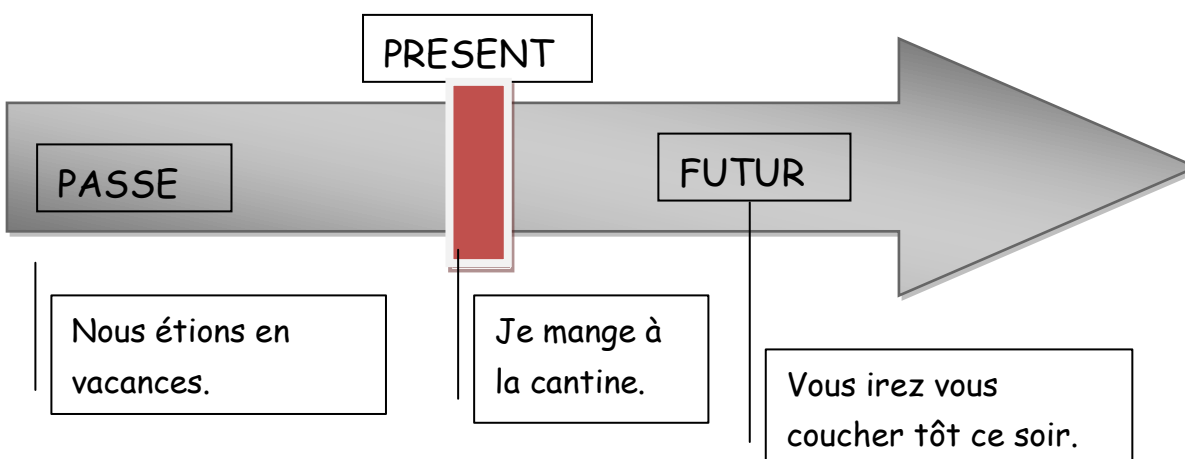 PRESENT
PASSE
FUTUR
Nous étions en
vacances.
Je mange à
la cantine.
Vous irez vous
coucher tôt ce soir.